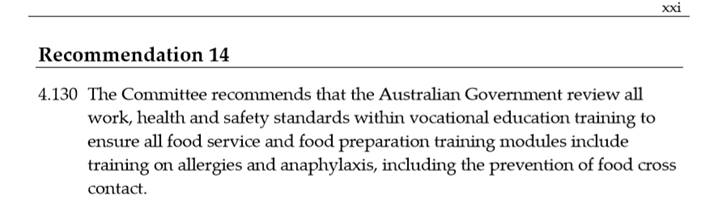 xxi
Recommendation 14
4.130 The Committee recommends that the Australian Government review all
work, health and safety standards within vocational education training to
ensure all food service and food preparation training modules include
training on allergies and anaphylaxis, including the prevention of food cross
contact.